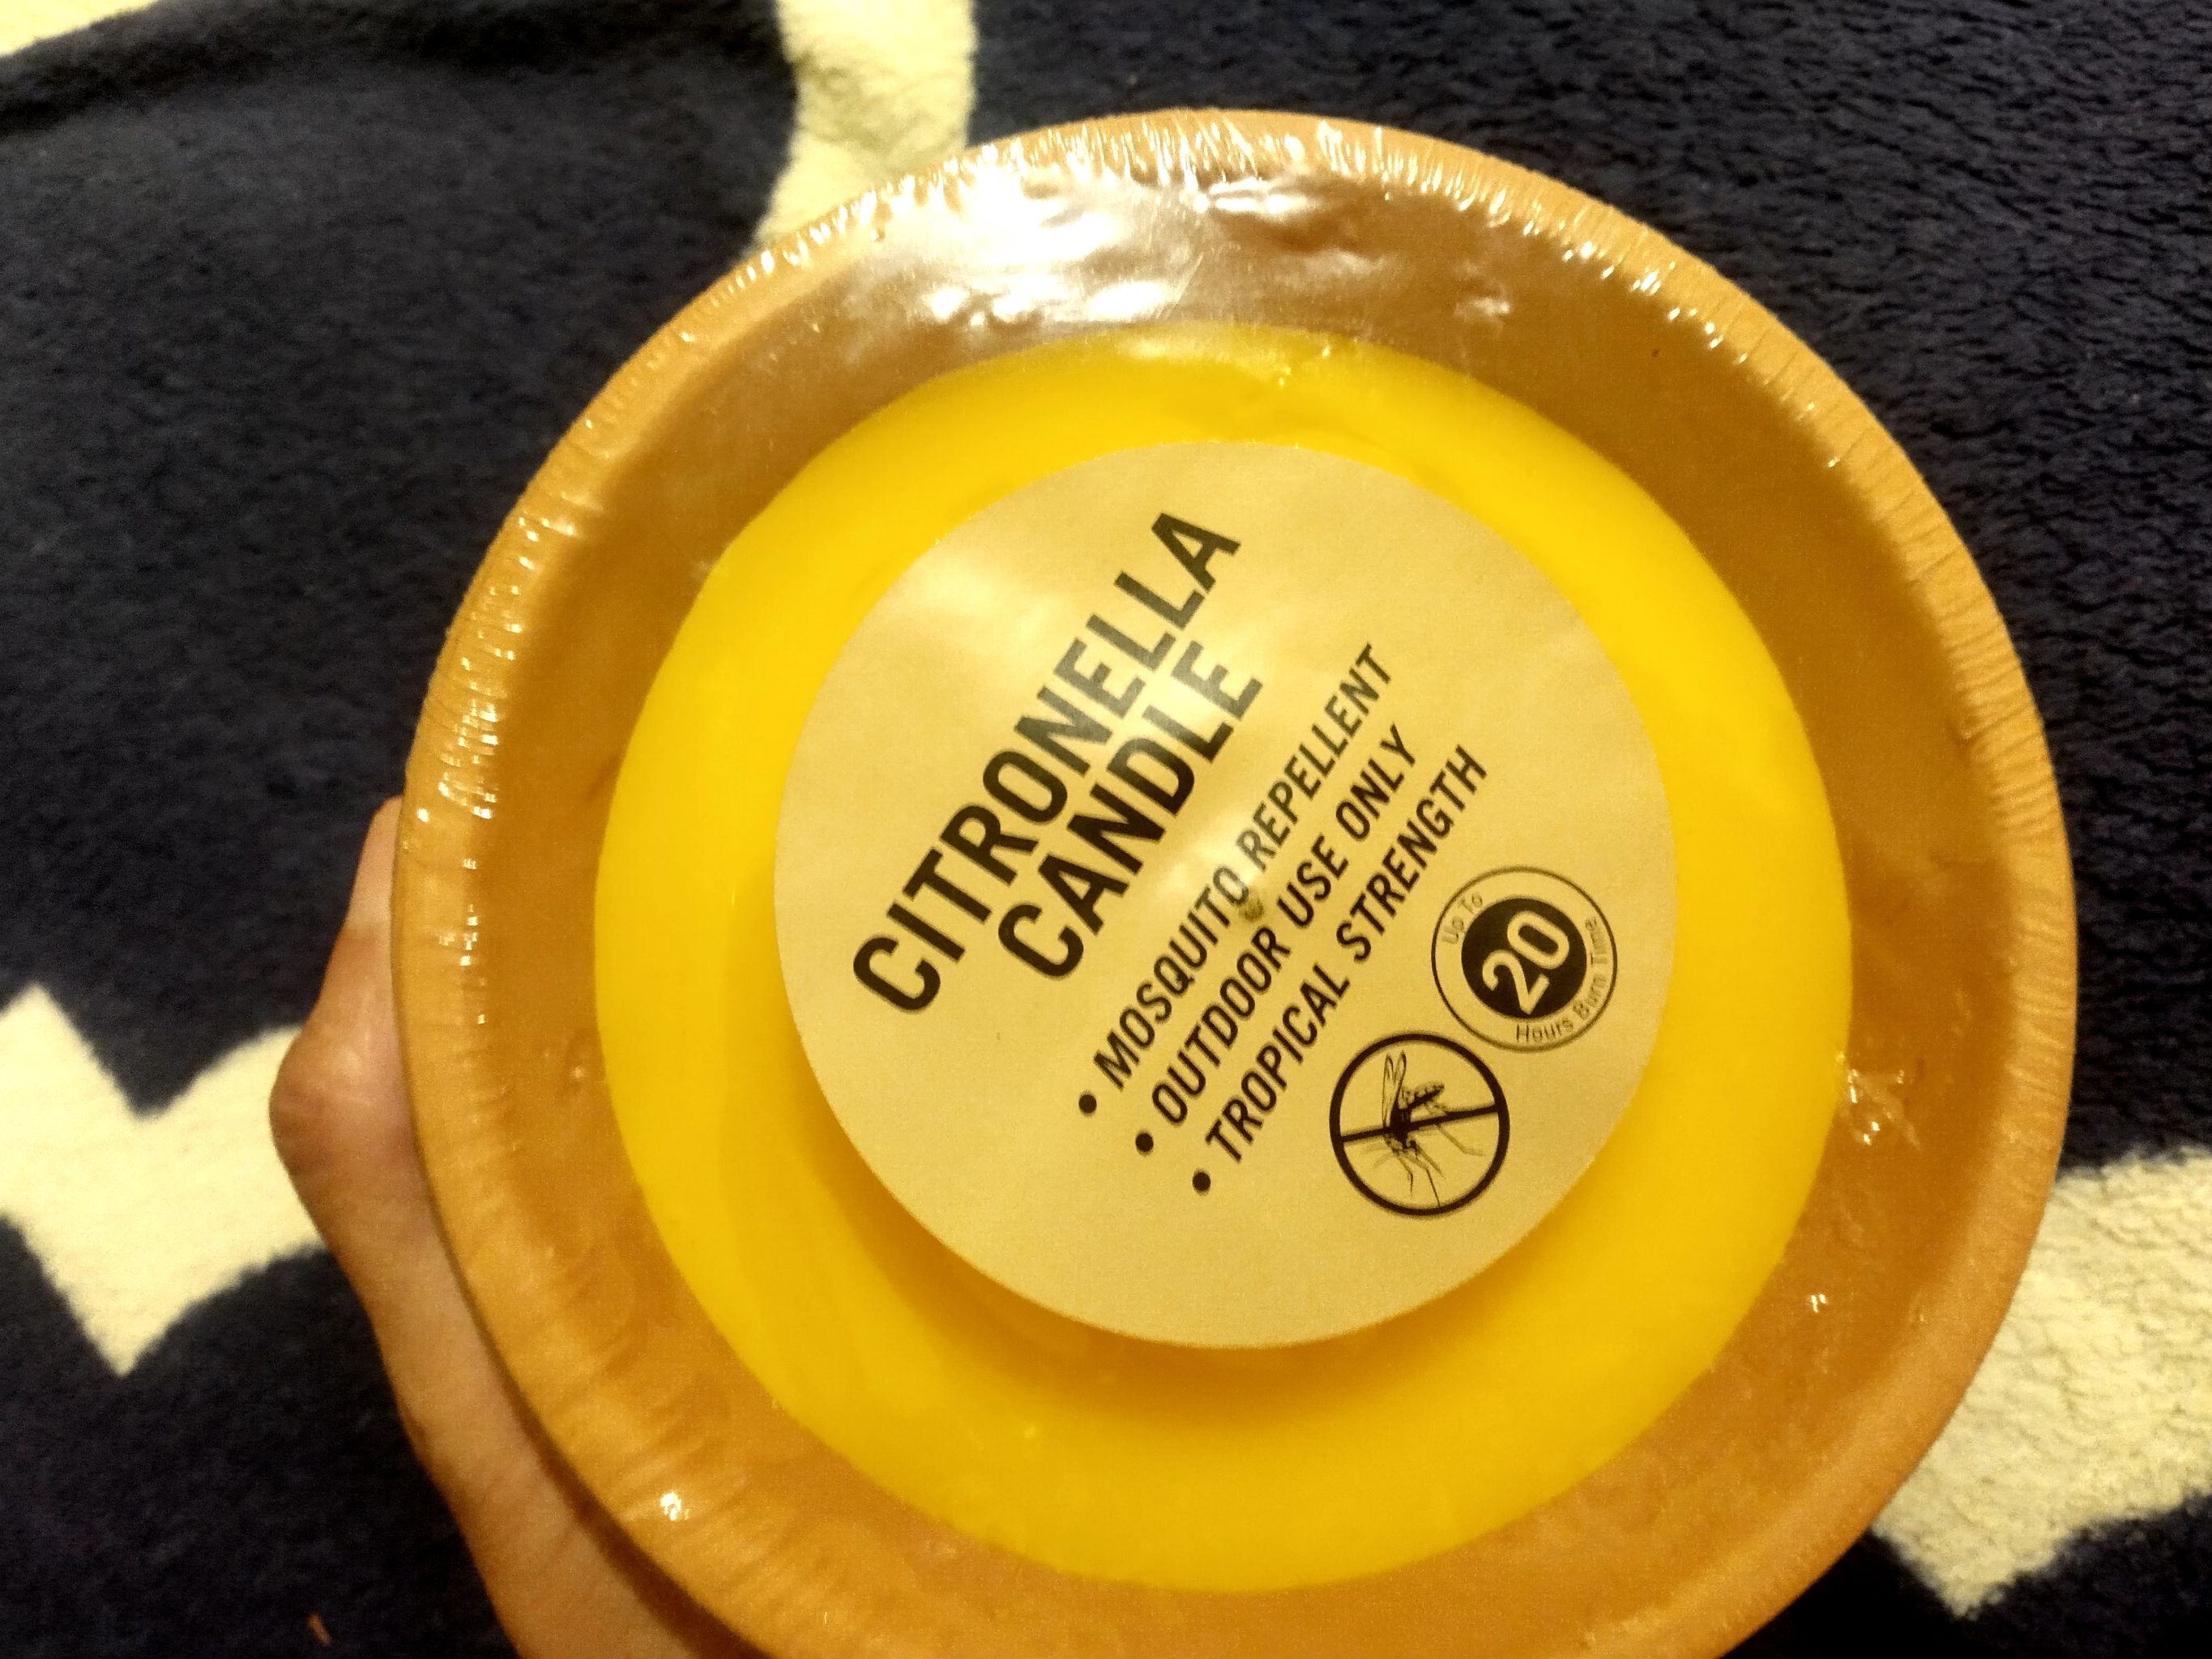 CITRONELLA
CANDLE
• MOSQUITO REPELLENT
• OUTDOOR USE ONLY
• TROPICAL STRENGTH
Up To
20
Hours Burn Time